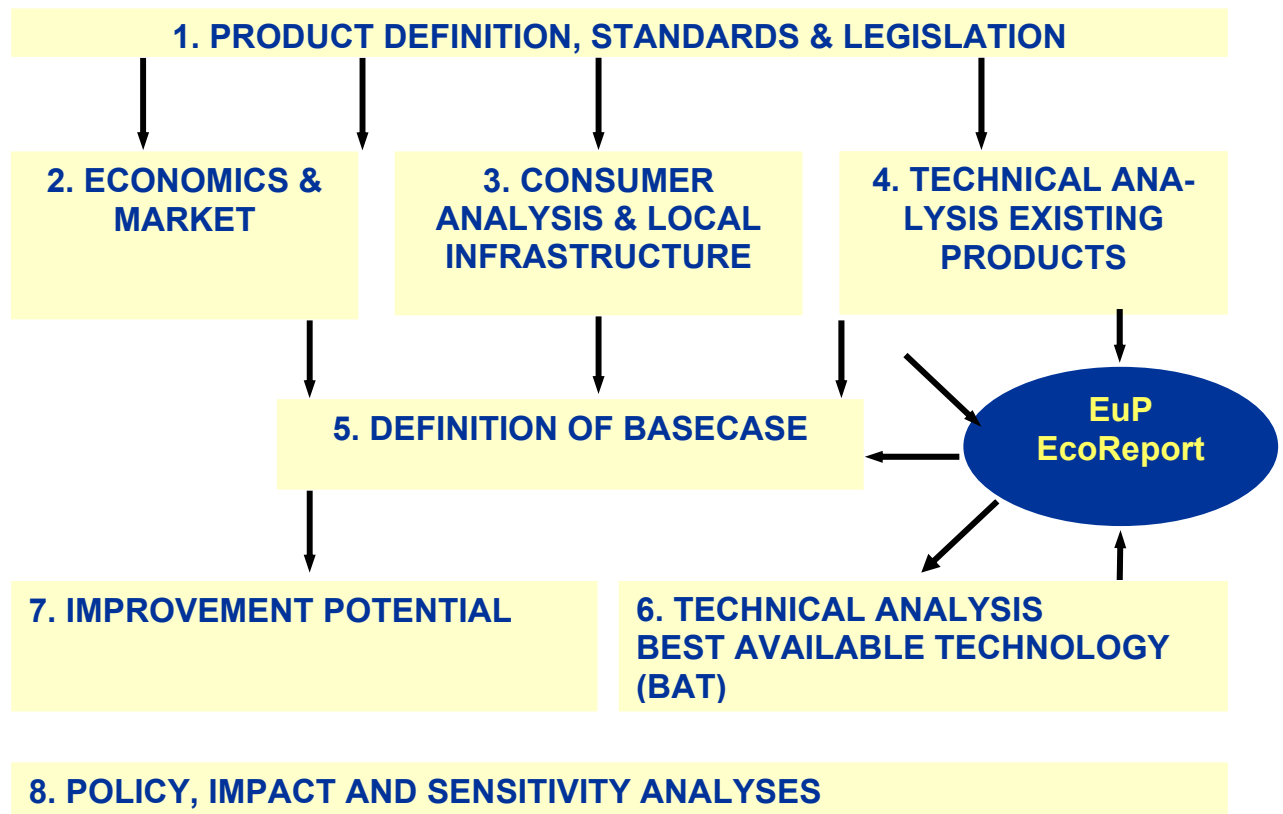 1. PRODUCT DEFINITION, STANDARDS & LEGISLATION
2. ECONOMICS &
MARKET
3. CONSUMER
ANALYSIS & LOCAL
INFRASTRUCTURE
4. TECHNICAL ANA-
LYSIS EXISTING
PRODUCTS
5. DEFINITION OF BASECASE
EuP
EcoReport
7. IMPROVEMENT POTENTIAL
6. TECHNICAL ANALYSIS
BEST AVAILABLE TECHNOLOGY
(BAT)
8. POLICY, IMPACT AND SENSITIVITY ANALYSES